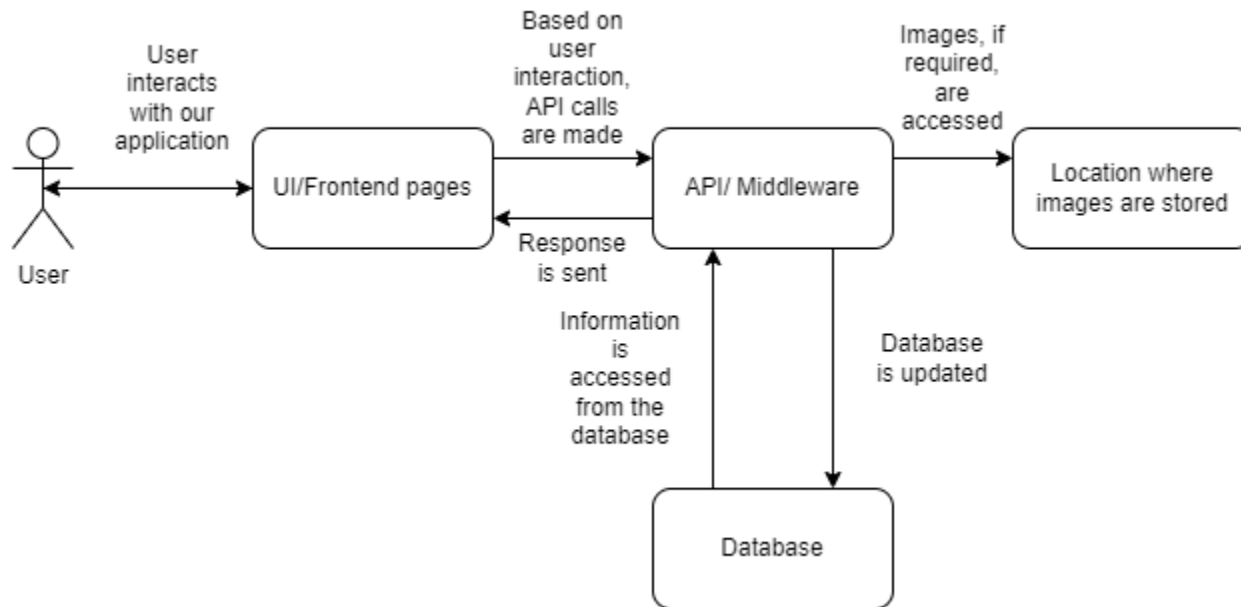 User
interacts
with our
application
Based on
user
interaction,
API calls
are made
Images, if
required,
are
accessed
UI/Frontend pages
API/ Middleware
Location where
images are stored
User
Response
is sent
Information
is
accessed
from the
database
Database
is updated
Database